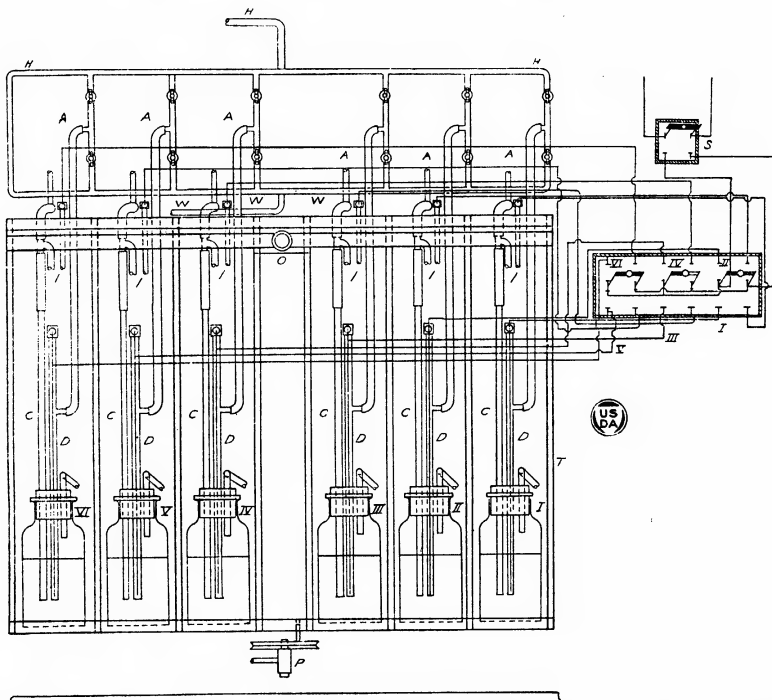 H
H H
A A A
S
A A A
W W W
O
VI IV II
I I I I I I
V III I
C C C C C C
US
DA
D D D D D D
T
VI V IV III II I
P